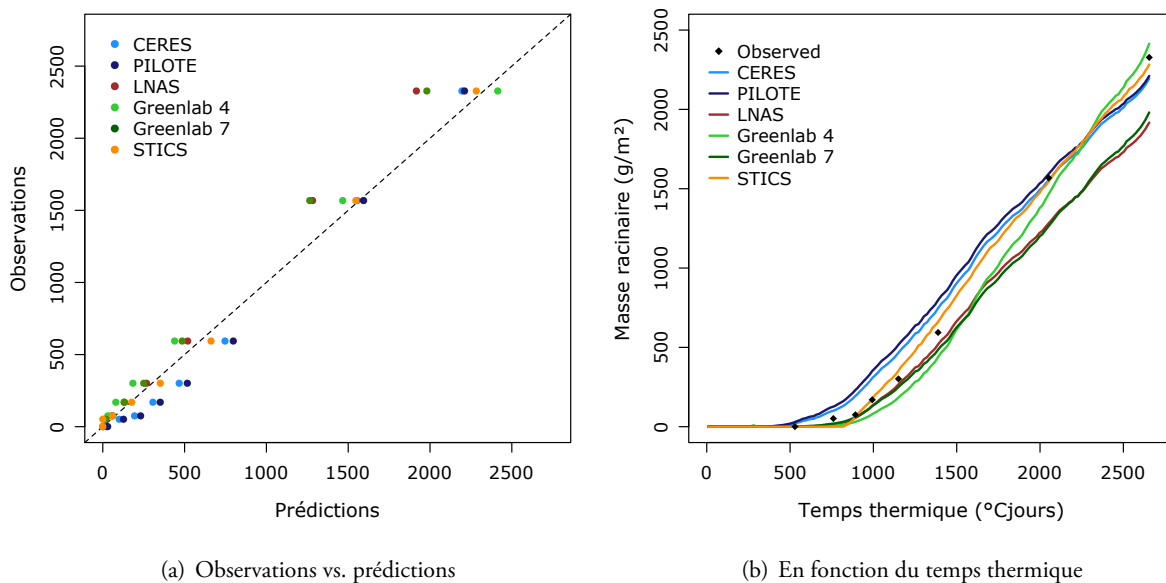 CERES
PILOTE
LNAS
Greenlab 4
Greenlab 7
STICS
Observations
0
500
1000
1500
2000
2500
0
500
1000
1500
2000
2500
Prédictions
(a) Observations vs. prédictions
Observed
CERES
PILOTE
LNAS
Greenlab 4
Greenlab 7
STICS
Masse racinaire (g/m²)
0
500
1000
1500
2000
2500
0
500
1000
1500
2000
2500
Temps thermique (°Cjours)
(b) En fonction du temps thermique